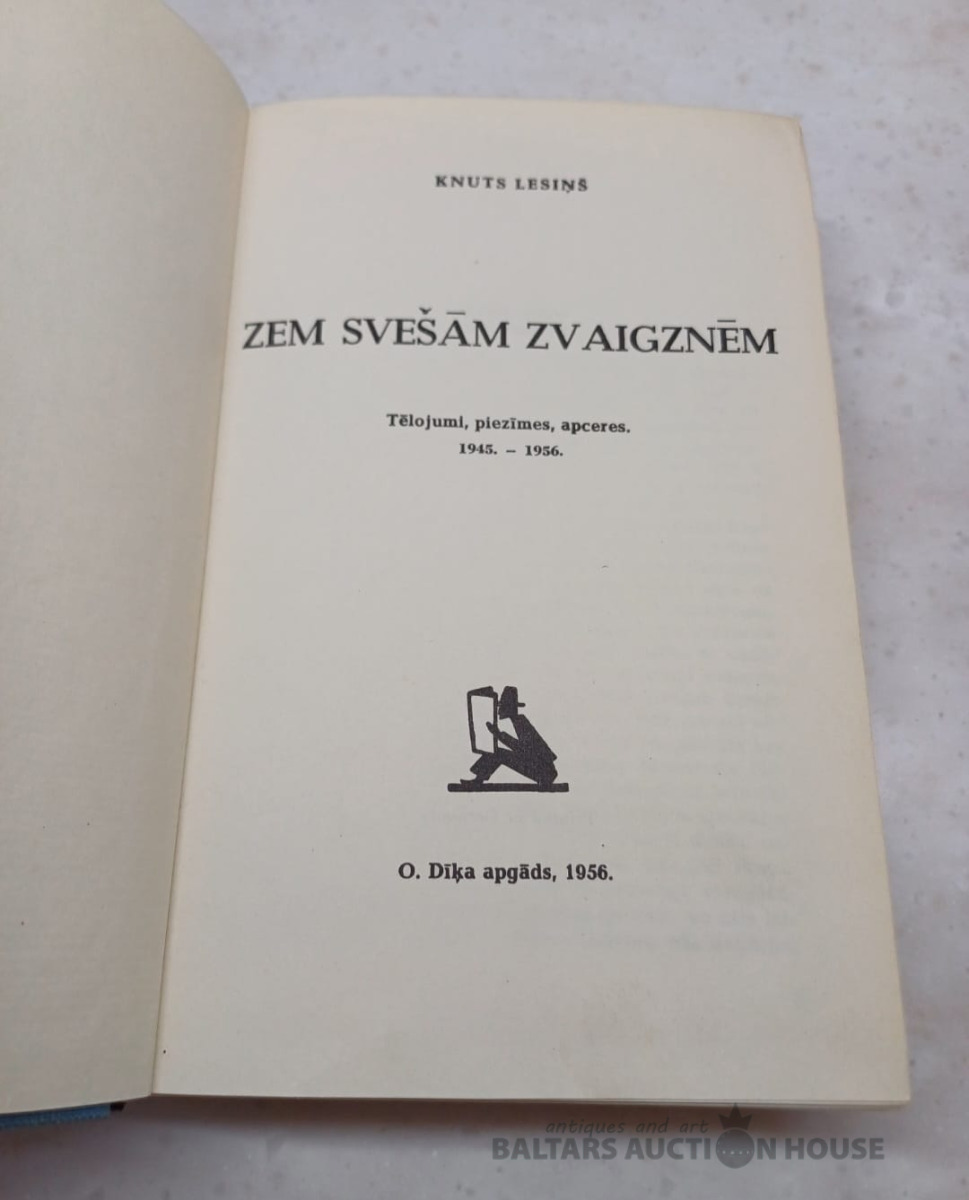 KNUTS LESIŅŠ
ZEM SVEŠĀM ZVAIGZNĒM
Tēlojumi, piezīmes, apceres.
1945. – 1956.
O. Dīķa apgāds, 1956.
antiques and art
BALTARS AUCTION HOUSE